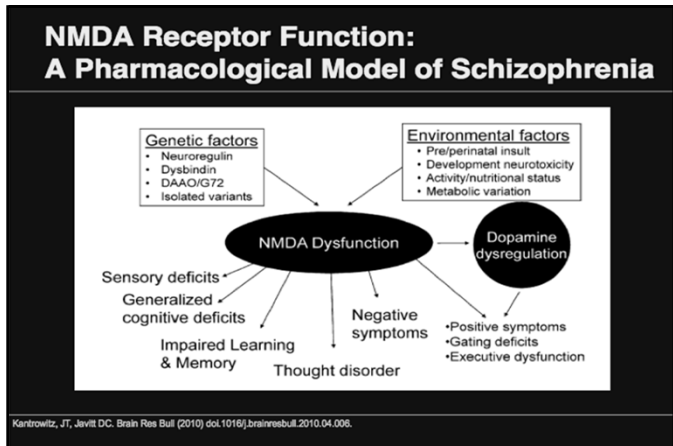 NMDA Receptor Function:
A Pharmacological Model of Schizophrenia
Genetic factors
• Neuroregulin
• Dysbindin
• DAAO/G72
• Isolated variants
Environmental factors
• Pre/perinatal insult
• Development neurotoxicity
• Activity/nutritional status
• Metabolic variation
NMDA Dysfunction
Dopamine
dysregulation
Sensory deficits
Generalized
cognitive deficits
Impaired Learning
& Memory
Thought disorder
Negative
symptoms
•Positive symptoms
•Gating deficits
•Executive dysfunction
Kantrowitz, JT, Javitt DC. Brain Res Bull (2010) doi.1016/j.brainresbull.2010.04.006.